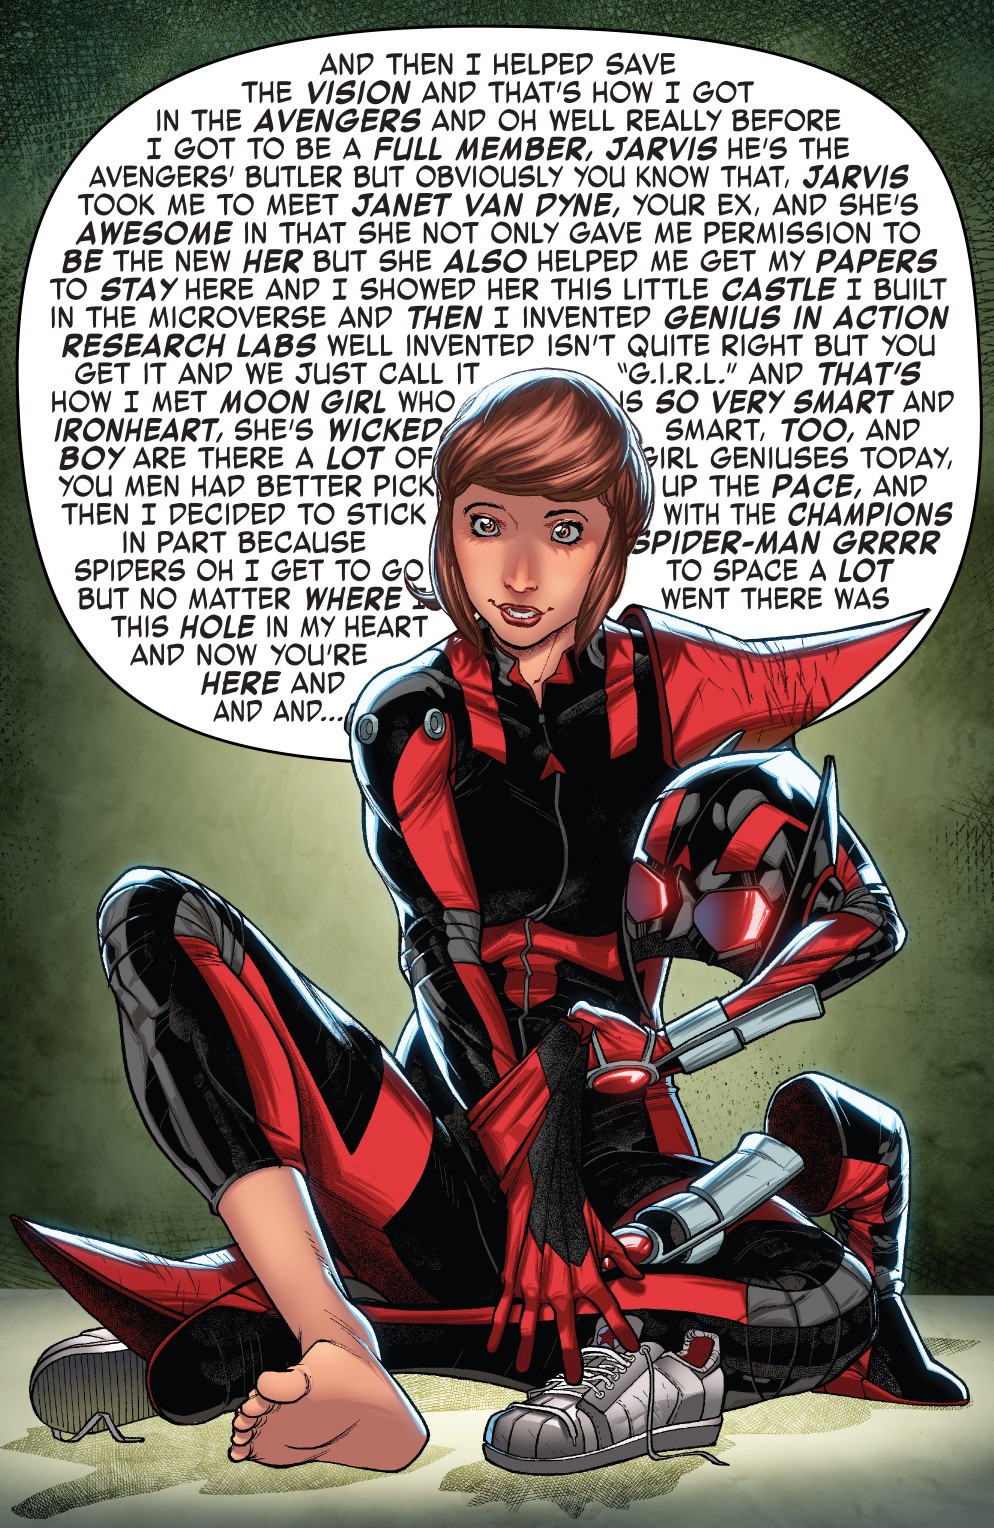 AND THEN I HELPED SAVE
THE VISION AND THAT'S HOW I GOT
IN THE AVENGERS AND OH WELL REALLY BEFORE
I GOT TO BE A FULL MEMBER, JARVIS HE'S THE
AVENGERS' BUTLER BUT OBVIOUSLY YOU KNOW THAT, JARVIS
TOOK ME TO MEET JANET VAN DYNE, YOUR EX, AND SHE'S
AWESOME IN THAT SHE NOT ONLY GAVE ME PERMISSION TO
BE THE NEW HER BUT SHE ALSO HELPED ME GET MY PAPERS
TO STAY HERE AND I SHOWED HER THIS LITTLE CASTLE I BUILT
IN THE MICROVERSE AND THEN I INVENTED GENIUS IN ACTION
RESEARCH LABS WELL INVENTED ISN'T QUITE RIGHT BUT YOU
GET IT AND WE JUST CALL IT "G.I.R.L." AND THAT'S
HOW I MET MOON GIRL WHO IS SO VERY SMART AND
IRONHEART, SHE'S WICKED SMART, TOO, AND
BOY ARE THERE A LOT OF GIRL GENIUSES TODAY,
YOU MEN HAD BETTER PICK UP THE PACE, AND
THEN I DECIDED TO STICK WITH THE CHAMPIONS
IN PART BECAUSE SPIDER-MAN GRRRR
SPIDERS OH I GET TO GO TO SPACE A LOT
BUT NO MATTER WHERE I WENT THERE WAS
THIS HOLE IN MY HEART
AND NOW YOU'RE
HERE AND
AND AND...